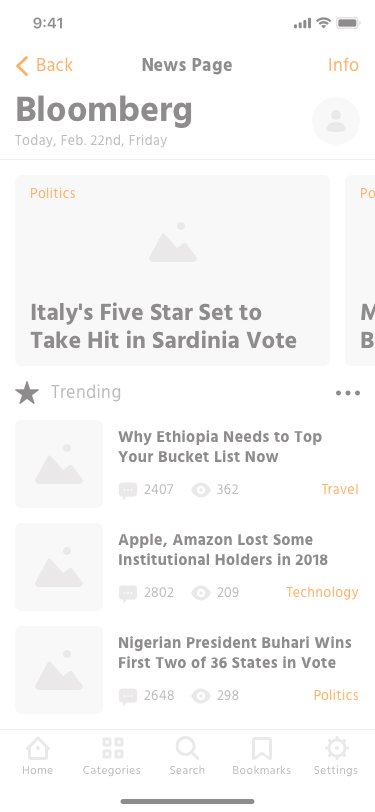 9:41
Back
News Page
Info
Bloomberg
Today, Feb. 22nd, Friday
Politics
Po
Italy's Five Star Set to
Take Hit in Sardinia Vote
M
B
Trending
Why Ethiopia Needs to Top
Your Bucket List Now
2407
362
Travel
Apple, Amazon Lost Some
Institutional Holders in 2018
2802
209
Technology
Nigerian President Buhari Wins
First Two of 36 States in Vote
2648
298
Politics
Home
Categories
Search
Bookmarks
Settings